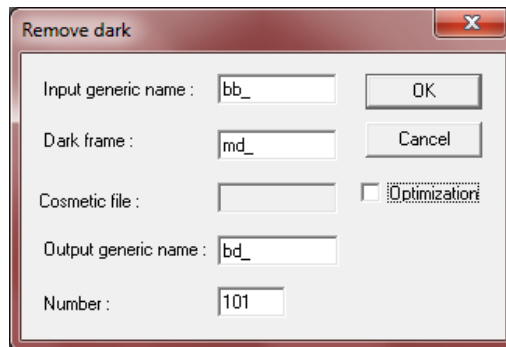 Remove dark
Input generic name : bb_ OK
Dark frame : md_ Cancel
Cosmetic file : Optimization
Output generic name : bd_
Number : 101